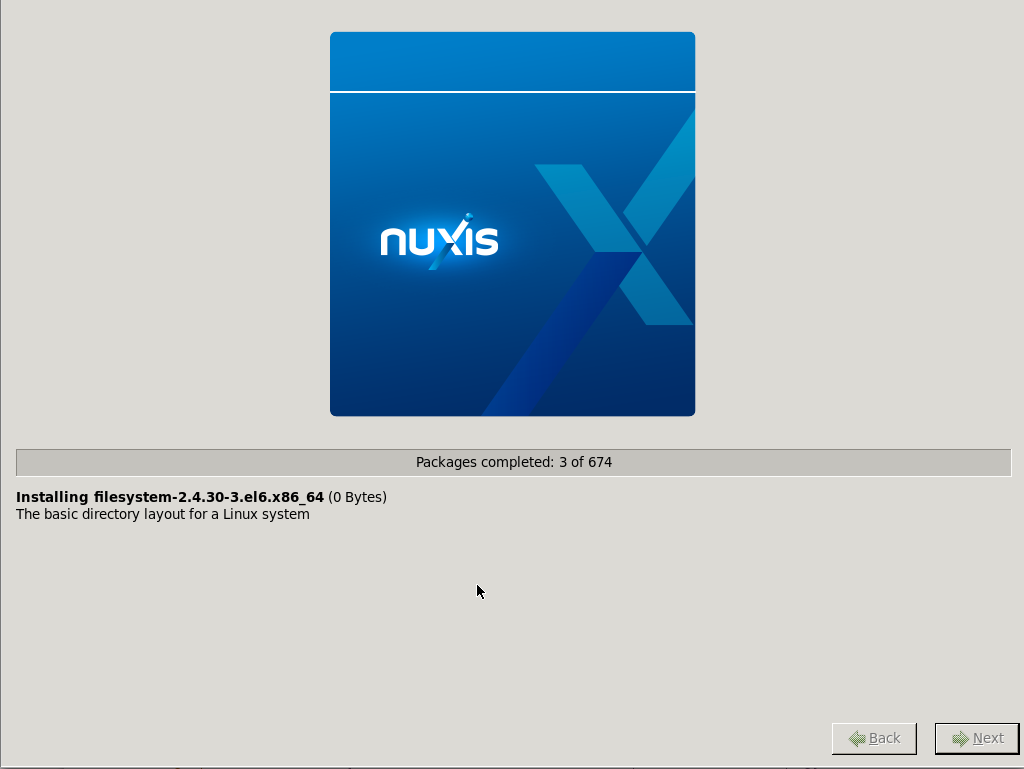 nuxis
Packages completed: 3 of 674
Installing filesystem-2.4.30-3.el6.x86_64 (0 Bytes)
The basic directory layout for a Linux system
Back
Next